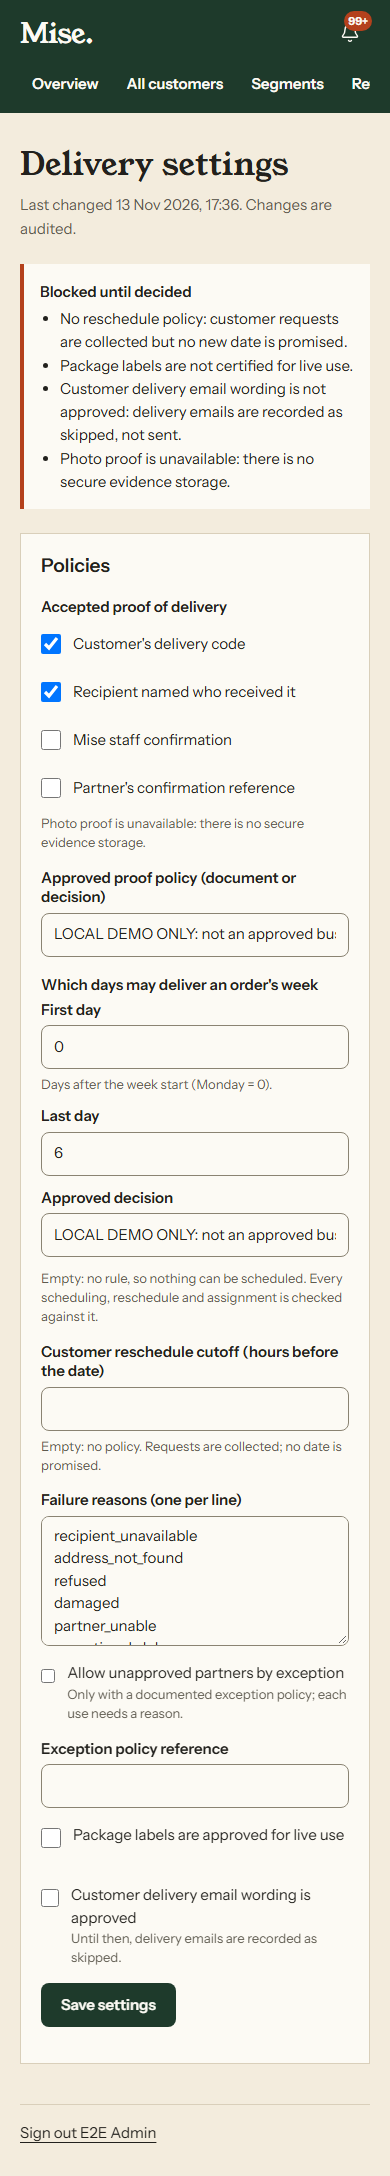 Mise.
99+
Overview All customers Segments Re
Delivery settings
Last changed 13 Nov 2026, 17:36. Changes are
audited.
Blocked until decided
No reschedule policy: customer requests
are collected but no new date is promised.
Package labels are not certified for live use.
Customer delivery email wording is not
approved: delivery emails are recorded as
skipped, not sent.
Photo proof is unavailable: there is no
secure evidence storage.
Policies
Accepted proof of delivery
Customer's delivery code
Recipient named who received it
Mise staff confirmation
Partner's confirmation reference
Photo proof is unavailable: there is no secure
evidence storage.
Approved proof policy (document or
decision)
LOCAL DEMO ONLY: not an approved bu
Which days may deliver an order's week
First day
0
Days after the week start (Monday = 0).
Last day
6
Approved decision
LOCAL DEMO ONLY: not an approved bu
Empty: no rule, so nothing can be scheduled. Every
scheduling, reschedule and assignment is checked
against it.
Customer reschedule cutoff (hours before
the date)
Empty: no policy. Requests are collected; no date is
promised.
Failure reasons (one per line)
recipient_unavailable
address_not_found
refused
damaged
partner_unable
Allow unapproved partners by exception
Only with a documented exception policy; each
use needs a reason.
Exception policy reference
Package labels are approved for live use
Customer delivery email wording is
approved
Until then, delivery emails are recorded as
skipped.
Save settings
Sign out E2E Admin